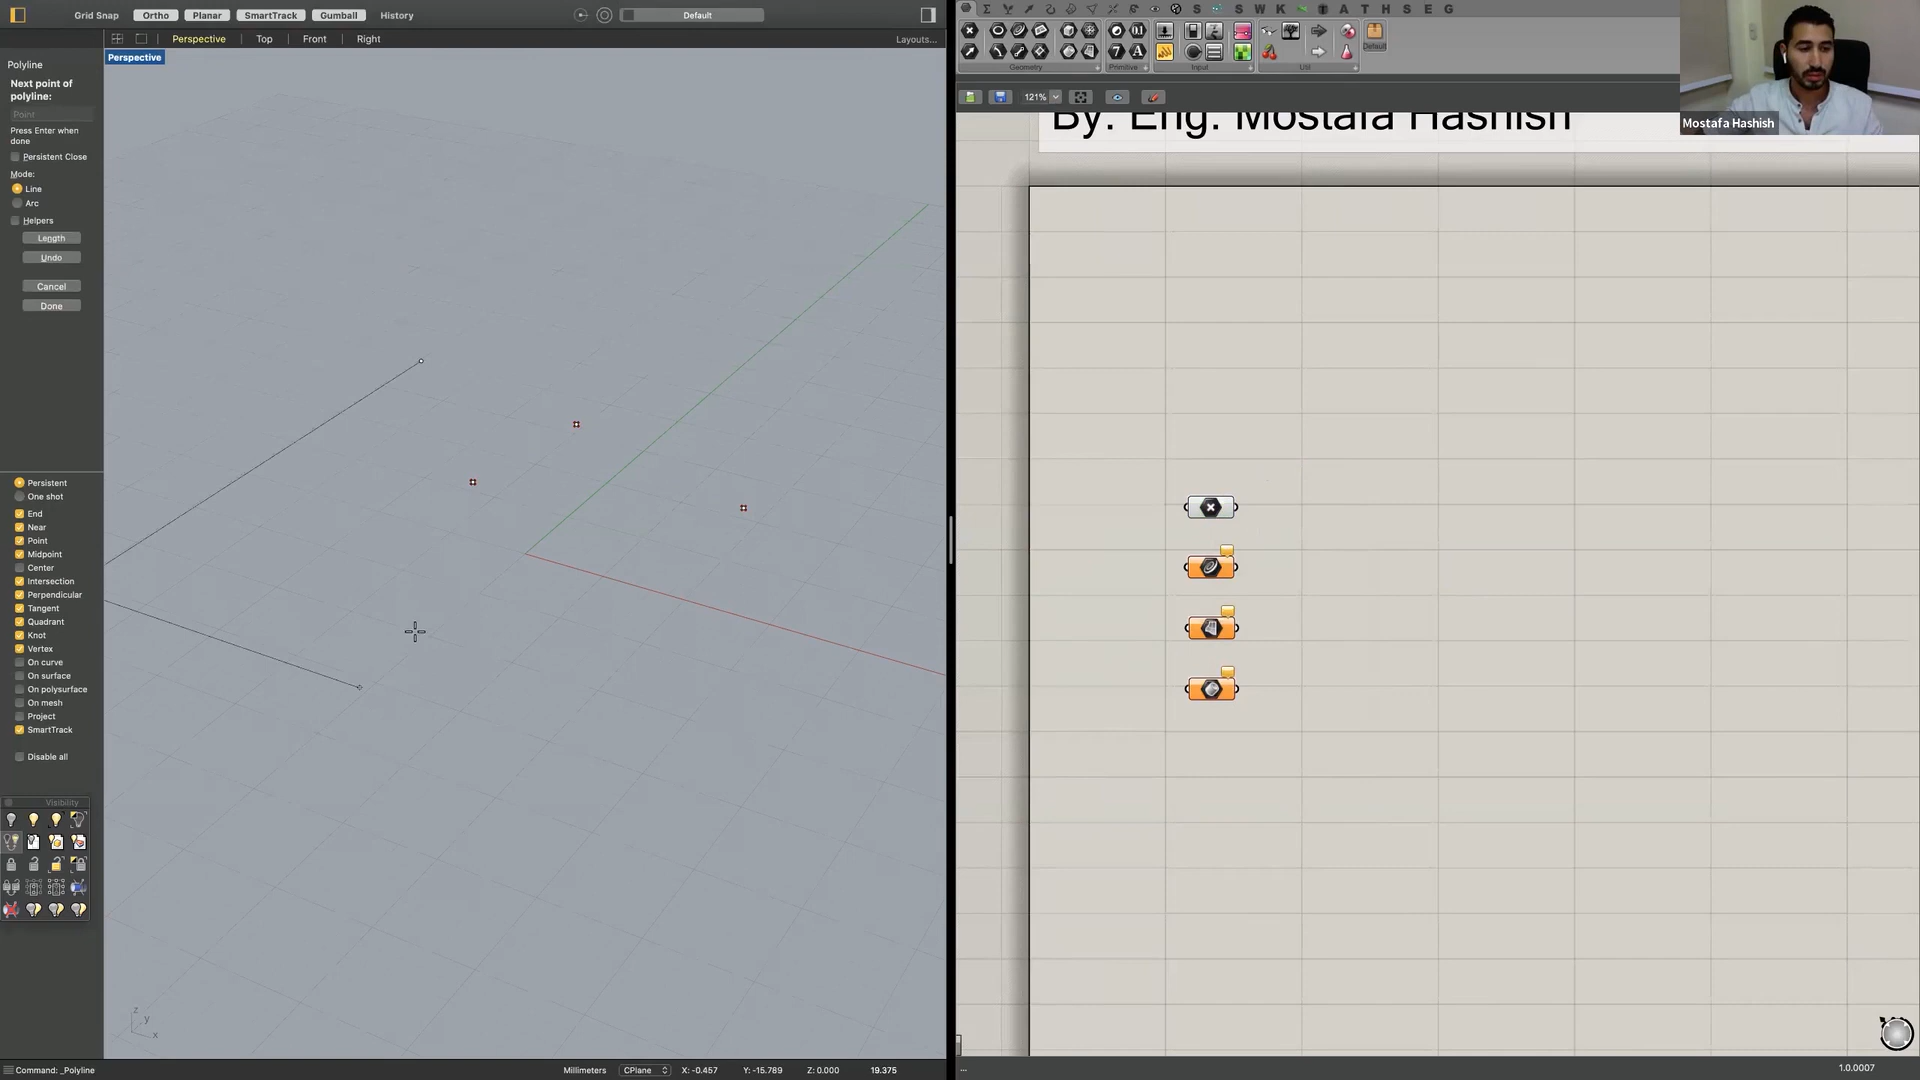 Grid Snap
Ortho
Planar
SmartTrack
Gumball
History
Default
Perspective
Top
Front
Right
Layouts...
Polyline
Next point of
polyline:
Point
Press Enter when
done
Persistent Close
Mode:
Line
Arc
Helpers
Length
Undo
Cancel
Done
Persistent
One shot
End
Near
Point
Midpoint
Center
Intersection
Perpendicular
Tangent
Quadrant
Knot
Vertex
On curve
On surface
On polysurface
On mesh
Project
SmartTrack
Disable all
Visibility
Perspective
z
y
x
Command: _Polyline
Millimeters
CPlane
X: -0.457
Y: -15.789
Z: 0.000
19.375
S S W K A T H S E G
Geometry
Primitive
Input
Util
Default
121%
By: Eng. Mostafa Hashish
Mostafa Hashish
...
1.0.0007